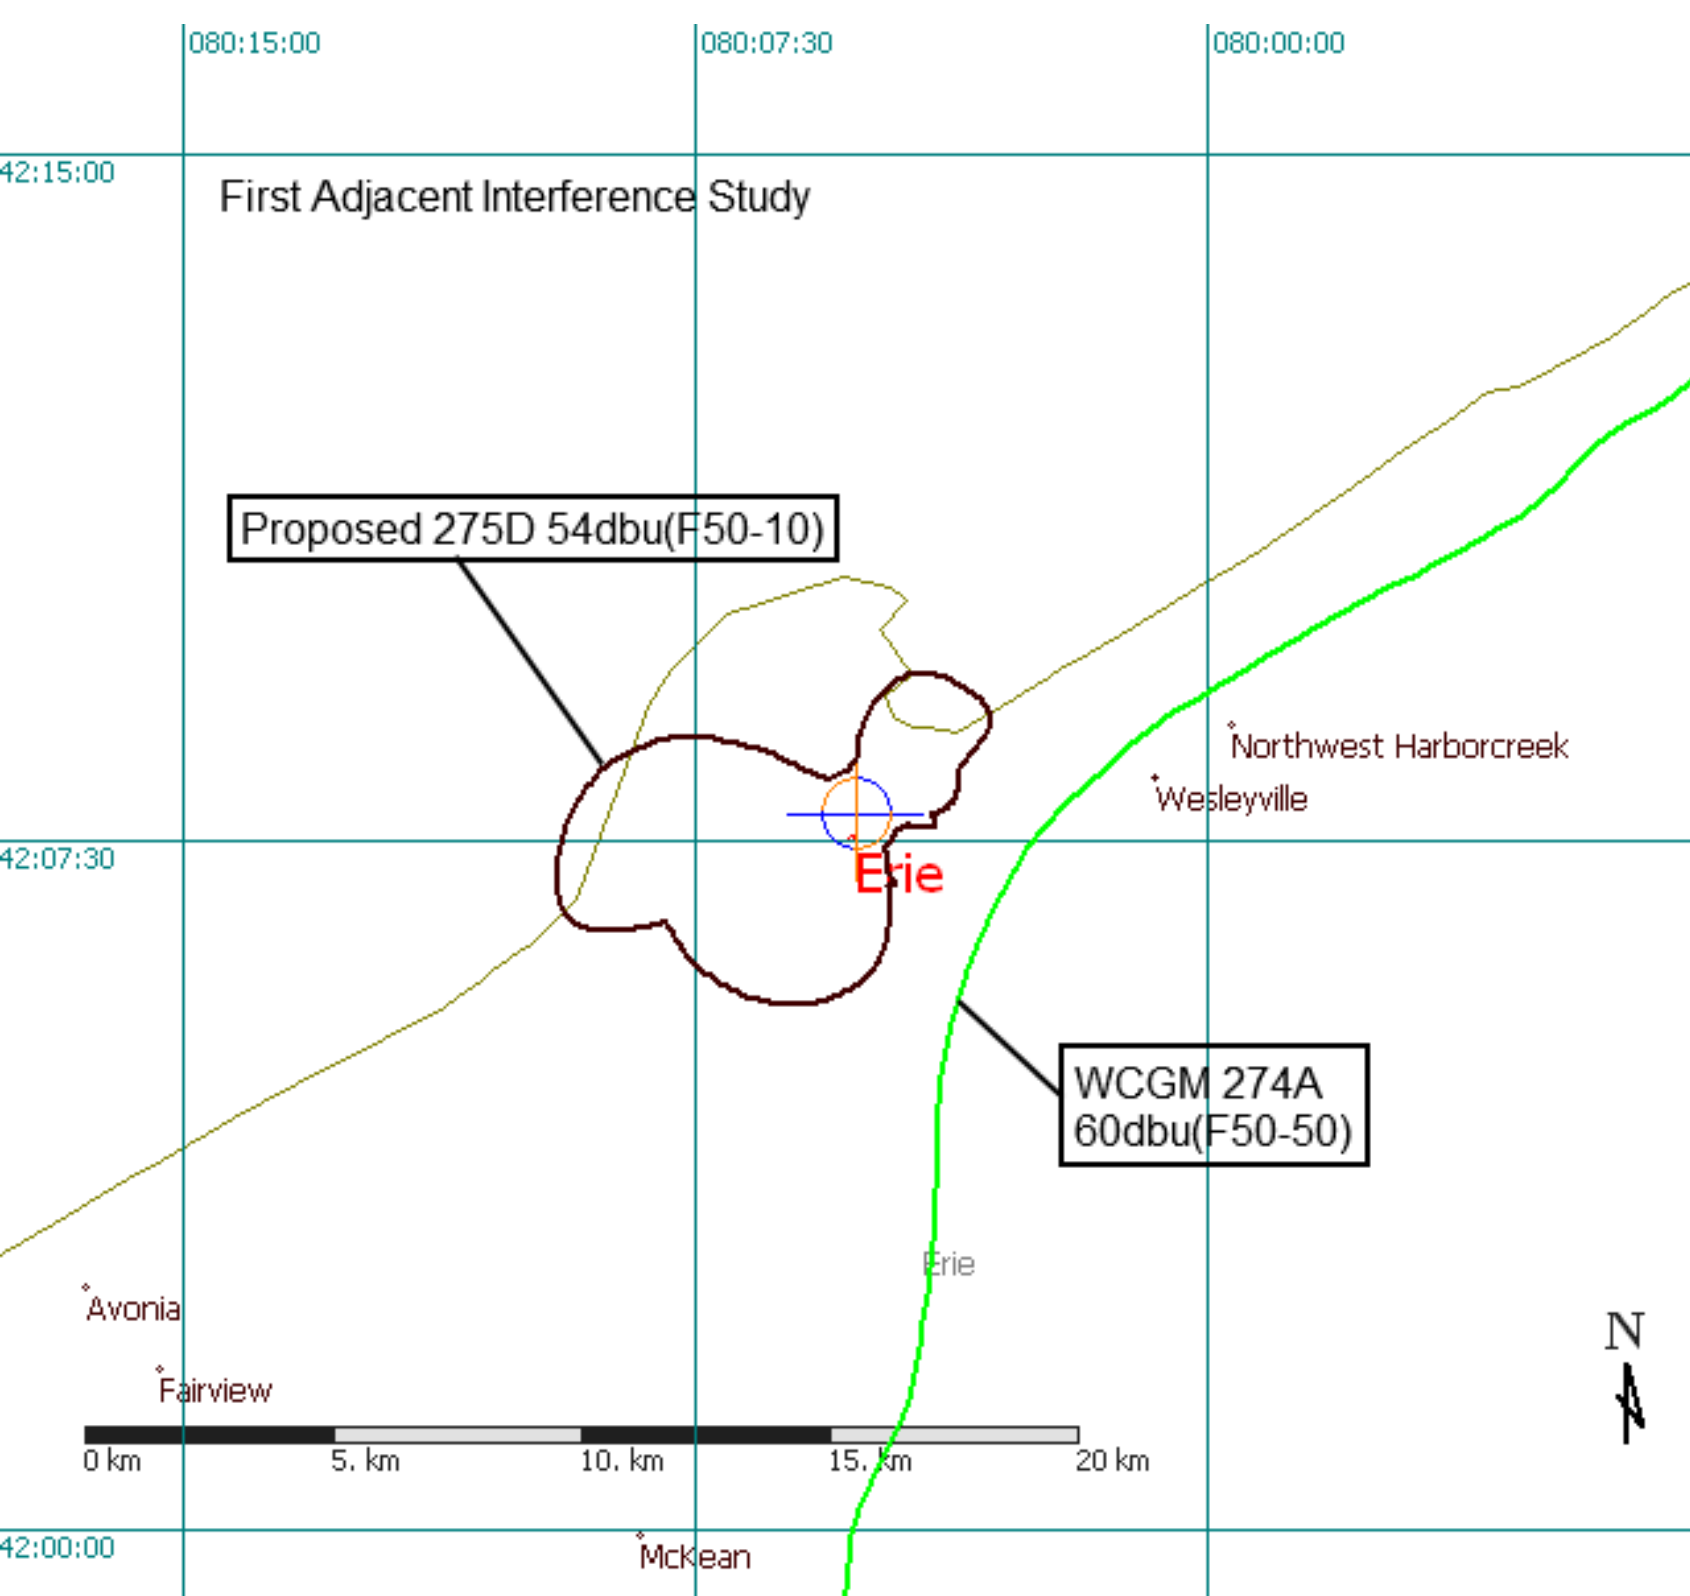 080:15:00
080:07:30
080:00:00
42:15:00
First Adjacent Interference Study
Proposed 275D 54dbu(F50-10)
Northwest Harborcreek
Wesleyville
42:07:30
Erie
WCGM 274A
60dbu(F50-50)
Erie
Avonia
N
Fairview
0 km
5. km
10. km
15. km
20 km
42:00:00
McKean